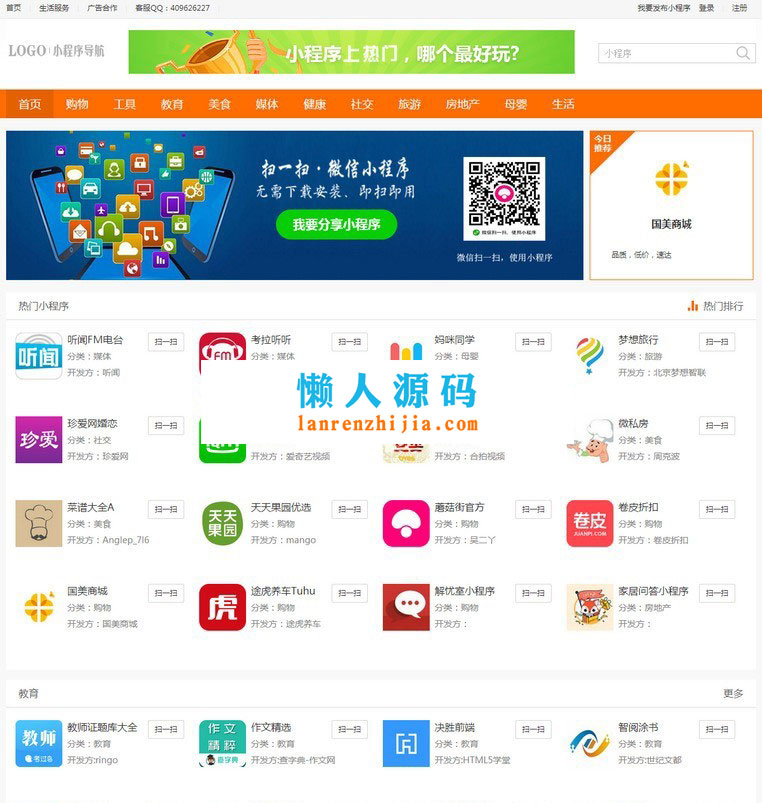 首页 生活服务 广告合作 客服QQ：409626227 我要发布小程序 登录 注册
LOGO 小程序导航
小程序上热门，哪个最好玩?
小程序
首页 购物 工具 教育 美食 媒体 健康 社交 旅游 房地产 母婴 生活
扫一扫·微信小程序
无需下载安装、即扫即用
我要分享小程序
微信扫一扫，使用小程序
微信扫一扫，使用小程序
今日
推荐
国美商城
品质，低价，速达
热门小程序 热门排行
听闻
听闻FM电台 扫一扫
分类：媒体
开发方：听闻
FM
考拉听听 扫一扫
分类：媒体
妈咪同学 扫一扫
分类：母婴
梦想旅行 扫一扫
分类：旅游
开发方：北京梦想智联
懒人源码
lanrenzhijia.com
珍爱
珍爱网婚恋 扫一扫
分类：社交
开发方：珍爱网
扫一扫
开发方：爱奇艺视频
扫一扫
开发方：台拍视频
微私房 扫一扫
分类：美食
开发方：周克波
菜谱大全A 扫一扫
分类：美食
开发方：Anglep_7l6
天天
果园
天天果园优选 扫一扫
分类：购物
开发方：mango
蘑菇街官方 扫一扫
分类：购物
开发方：吴二丫
卷皮
JUANPI.COM
卷皮折扣 扫一扫
分类：购物
开发方：卷皮折扣
国美商城 扫一扫
分类：购物
开发方：国美商城
虎
途虎养车Tuhu 扫一扫
分类：购物
开发方：途虎养车
解忧室小程序 扫一扫
分类：购物
开发方：
家居问答小程序 扫一扫
分类：房地产
开发方：
教育 更多
教师
考过岛
教师证题库大全 扫一扫
分类：教育
开发方:ringo
作文
精粹
查字典
作文精选 扫一扫
分类：教育
开发方:查字典-作文网
决胜前端 扫一扫
分类：教育
开发方:HTML5学堂
智阅涂书 扫一扫
分类：教育
开发方:世纪文都